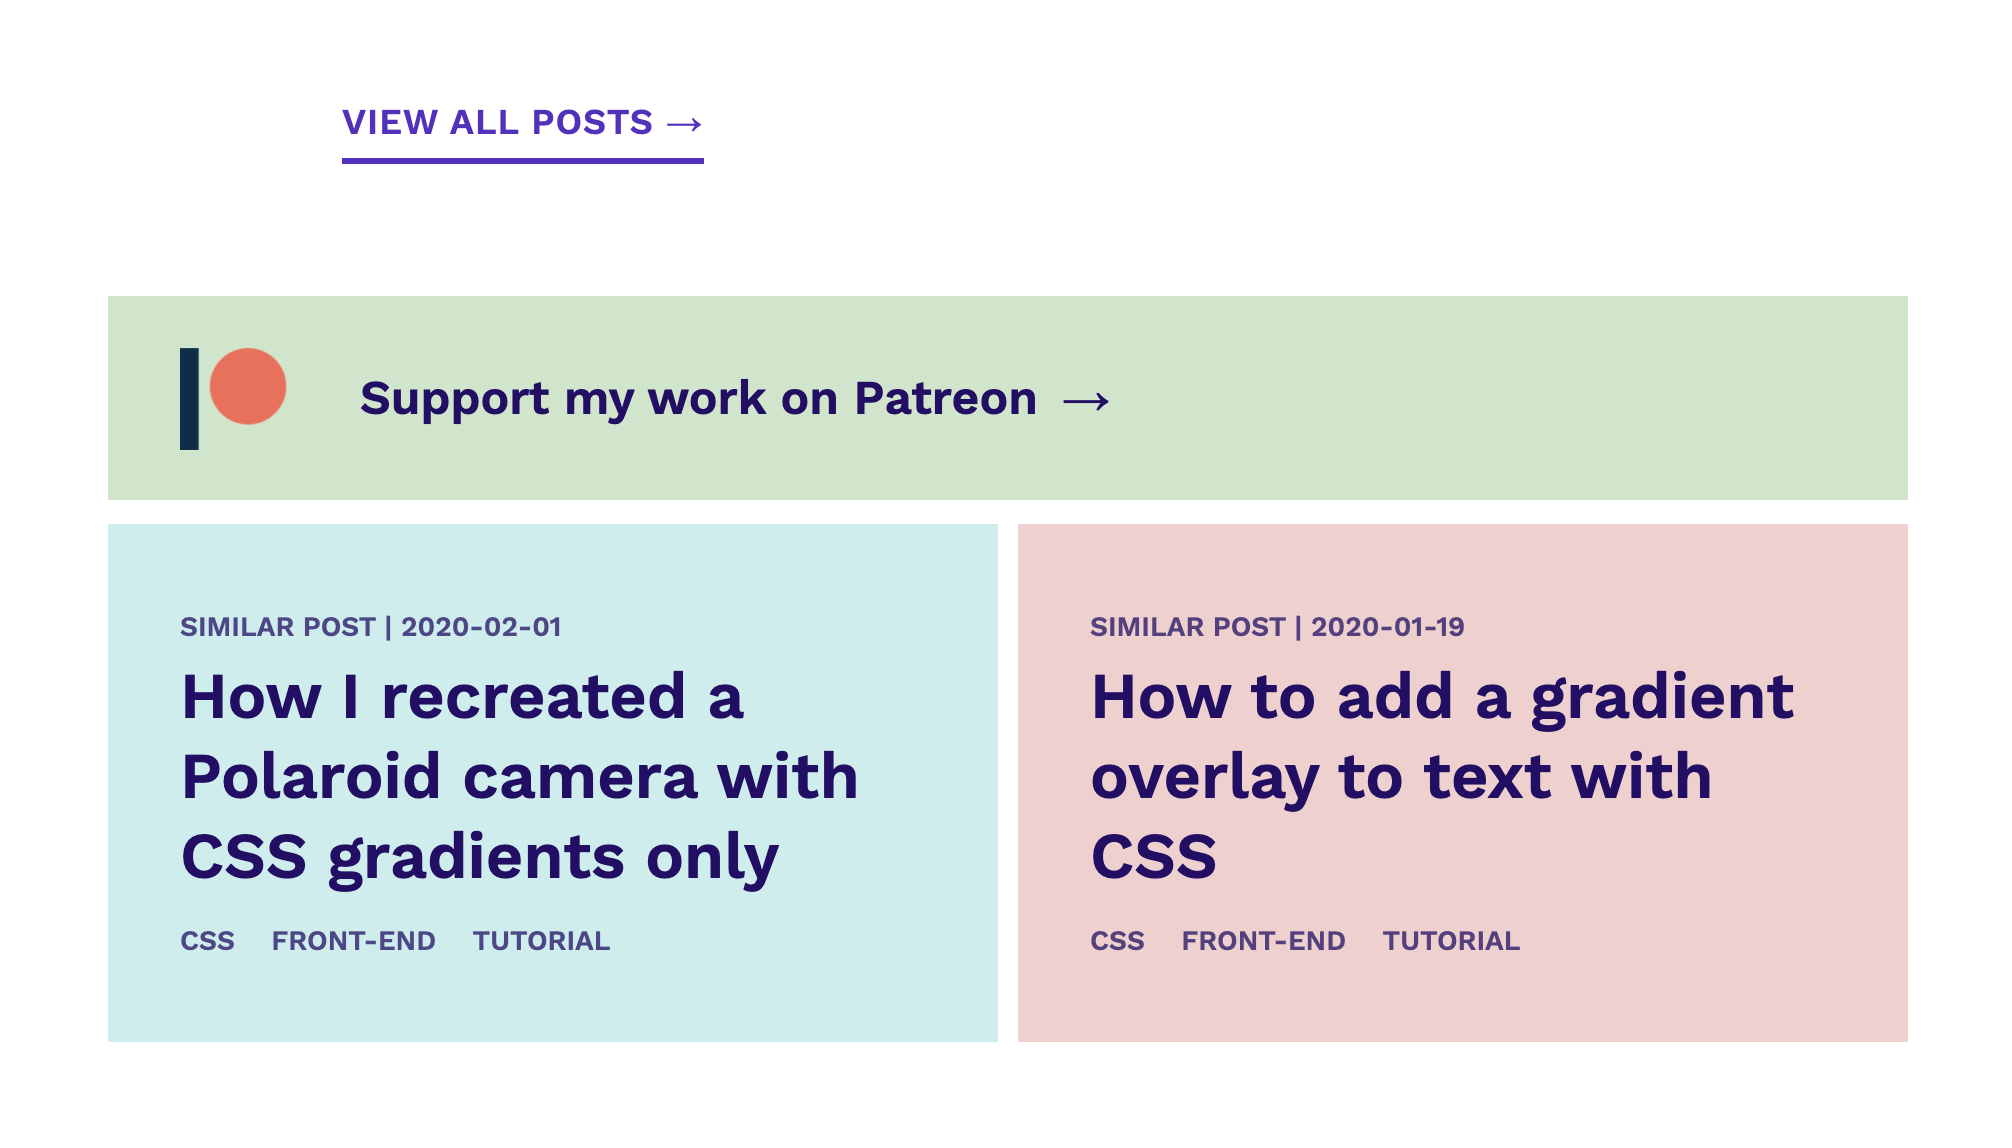 VIEW ALL POSTS →
Support my work on Patreon →
SIMILAR POST | 2020-02-01
How I recreated a
Polaroid camera with
CSS gradients only
CSS FRONT-END TUTORIAL
SIMILAR POST | 2020-01-19
How to add a gradient
overlay to text with
CSS
CSS FRONT-END TUTORIAL